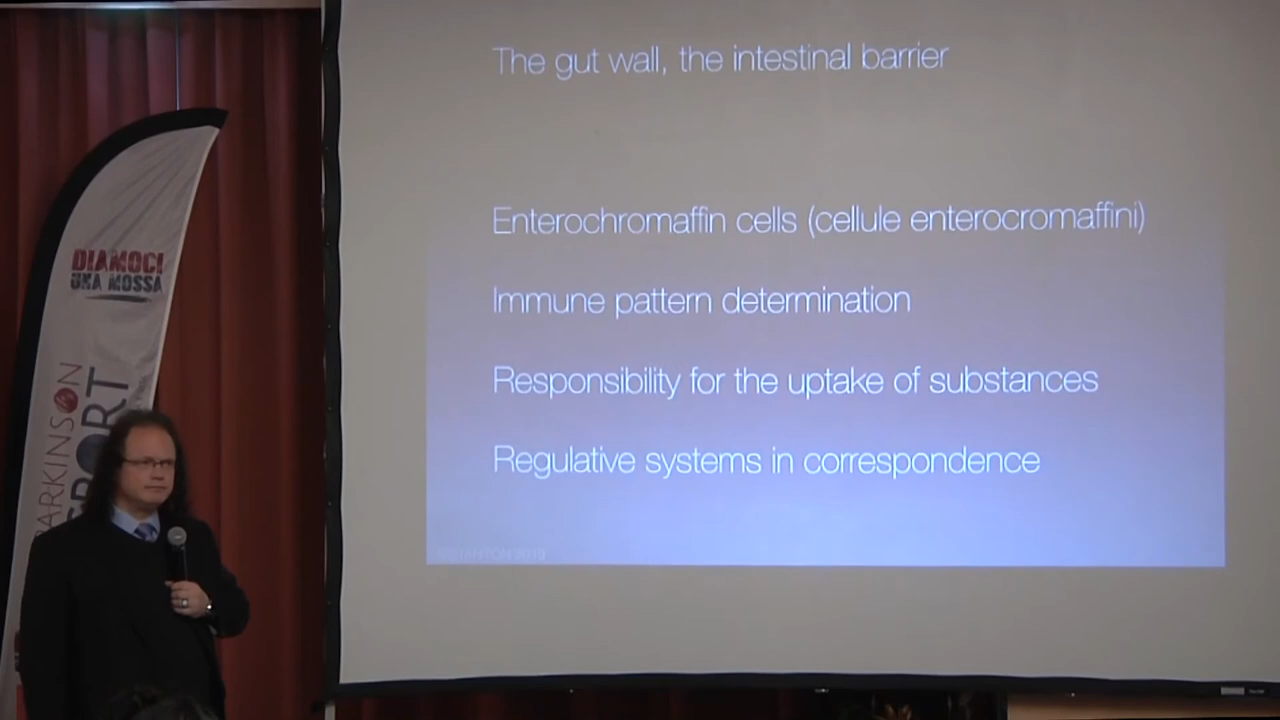 The gut wall, the intestinal barrier
Enterochromaffin cells (cellule enterocromaffini)
Immune pattern determination
Responsibility for the uptake of substances
Regulative systems in correspondence
DIAMOCI
UNA MOSSA
PARKINSON
SPORT